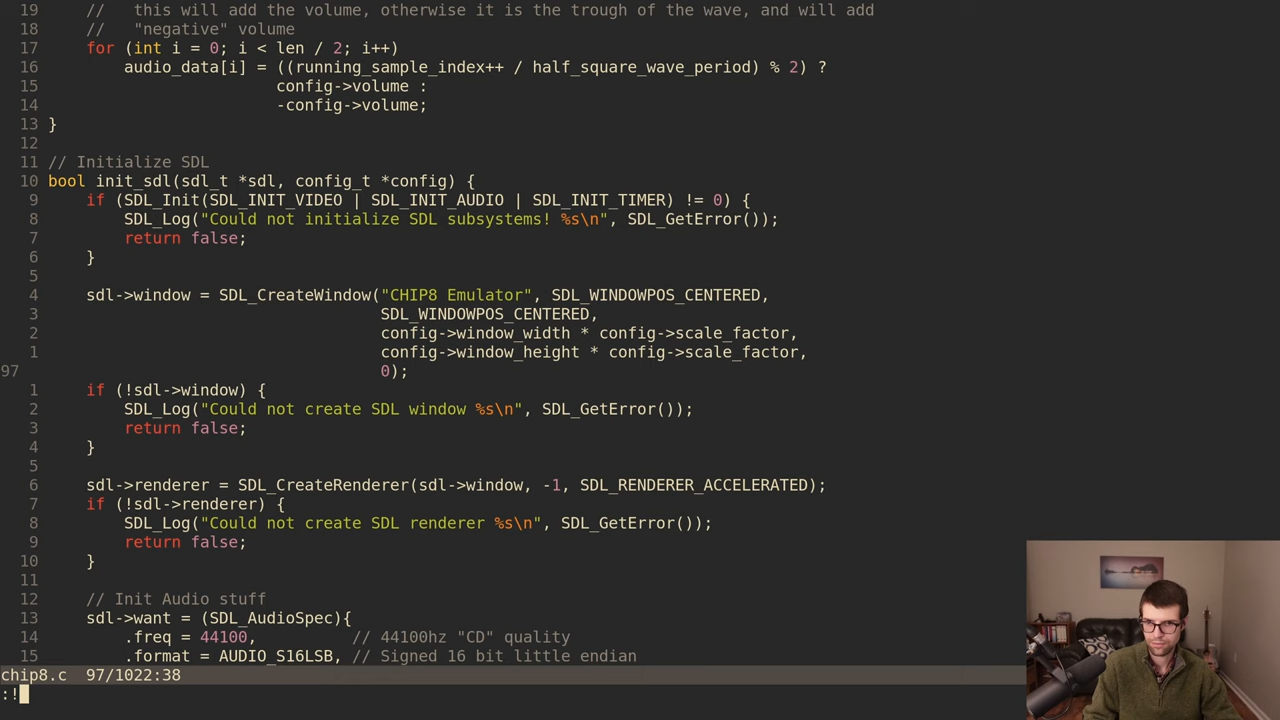 19 //   this will add the volume, otherwise it is the trough of the wave, and will add
18 //   "negative" volume
17 for (int i = 0; i < len / 2; i++)
16 audio_data[i] = ((running_sample_index++ / half_square_wave_period) % 2) ?
15 config->volume :
14 -config->volume;
13 }
12
11 // Initialize SDL
10 bool init_sdl(sdl_t *sdl, config_t *config) {
9 if (SDL_Init(SDL_INIT_VIDEO | SDL_INIT_AUDIO | SDL_INIT_TIMER) != 0) {
8 SDL_Log("Could not initialize SDL subsystems! %s\n", SDL_GetError());
7 return false;
6 }
5
4 sdl->window = SDL_CreateWindow("CHIP8 Emulator", SDL_WINDOWPOS_CENTERED,
3 SDL_WINDOWPOS_CENTERED,
2 config->window_width * config->scale_factor,
1 config->window_height * config->scale_factor,
97 0);
1 if (!sdl->window) {
2 SDL_Log("Could not create SDL window %s\n", SDL_GetError());
3 return false;
4 }
5
6 sdl->renderer = SDL_CreateRenderer(sdl->window, -1, SDL_RENDERER_ACCELERATED);
7 if (!sdl->renderer) {
8 SDL_Log("Could not create SDL renderer %s\n", SDL_GetError());
9 return false;
10 }
11
12 // Init Audio stuff
13 sdl->want = (SDL_AudioSpec){
14 .freq = 44100,          // 44100hz "CD" quality
15 .format = AUDIO_S16LSB, // Signed 16 bit little endian
chip8.c  97/1022:38
:!